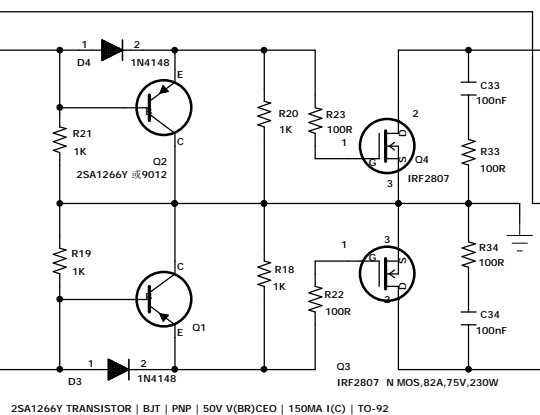 1
2
D4
1N4148
E
B
C
R21
1K
Q2
2SA1266Y 或9012
R20
1K
R23
100R
1
2
D
S
G
Q4
3
IRF2807
C33
100nF
R33
100R
R19
1K
C
B
E
Q1
R18
1K
R22
100R
1
3
G
S
D
2
R34
100R
C34
100nF
1
2
D3
1N4148
Q3
IRF2807 N MOS,82A,75V,230W
2SA1266Y TRANSISTOR | BJT | PNP | 50V V(BR)CEO | 150MA I(C) | TO-92